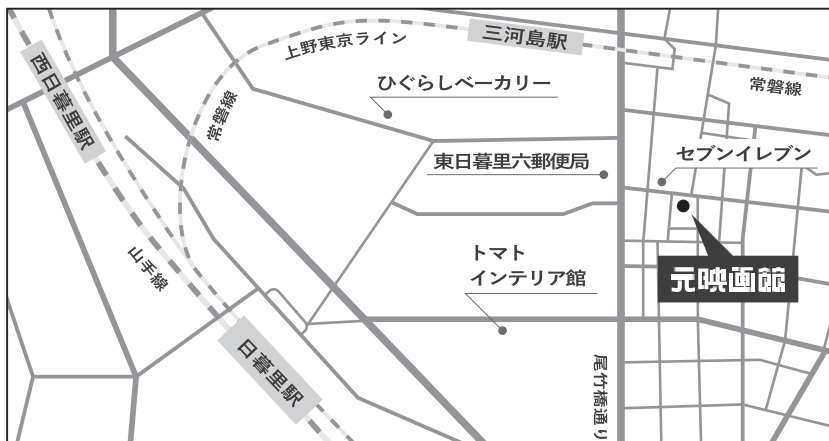 上野東京ライン
三河島駅
西日暮里駅
常磐線
ひぐらしベーカリー
常磐線
東日暮里六郵便局
セブンイレブン
山手線
トマト
インテリア館
元映画館
日暮里駅
尾竹橋通り